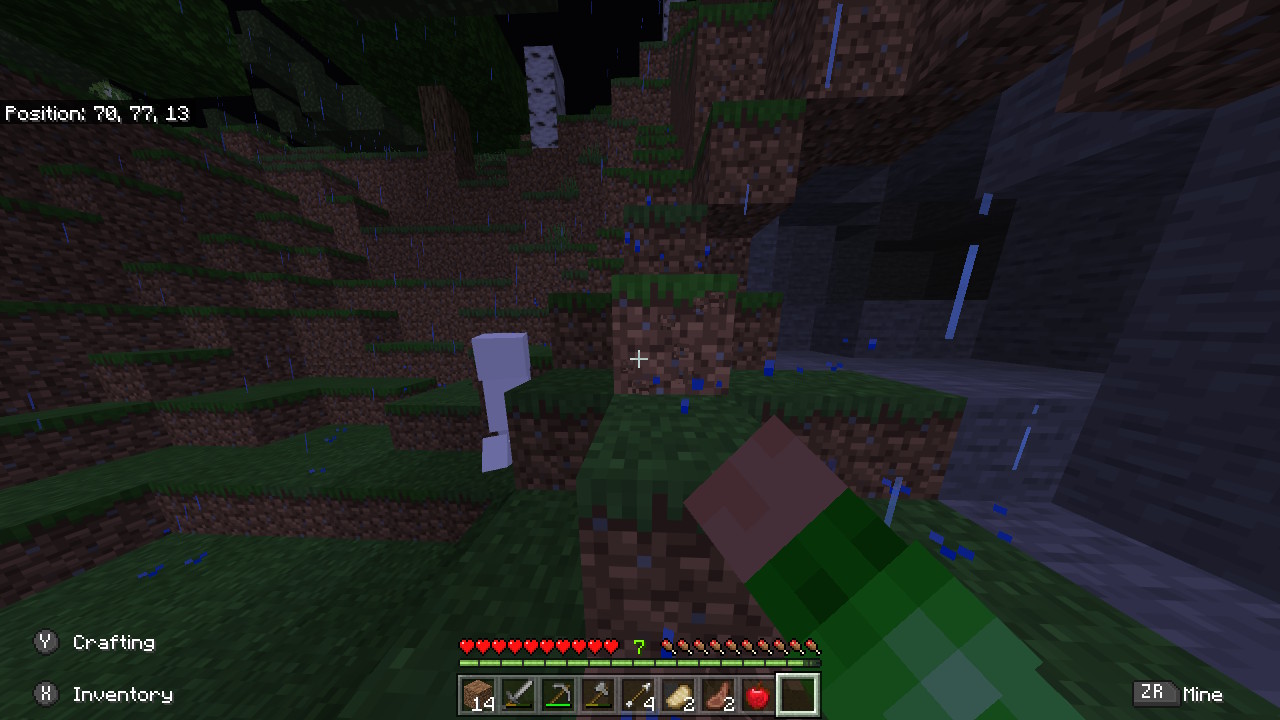 Position: 70, 77, 13
7
14
4
2
2
Y Crafting
X Inventory
ZR Mine